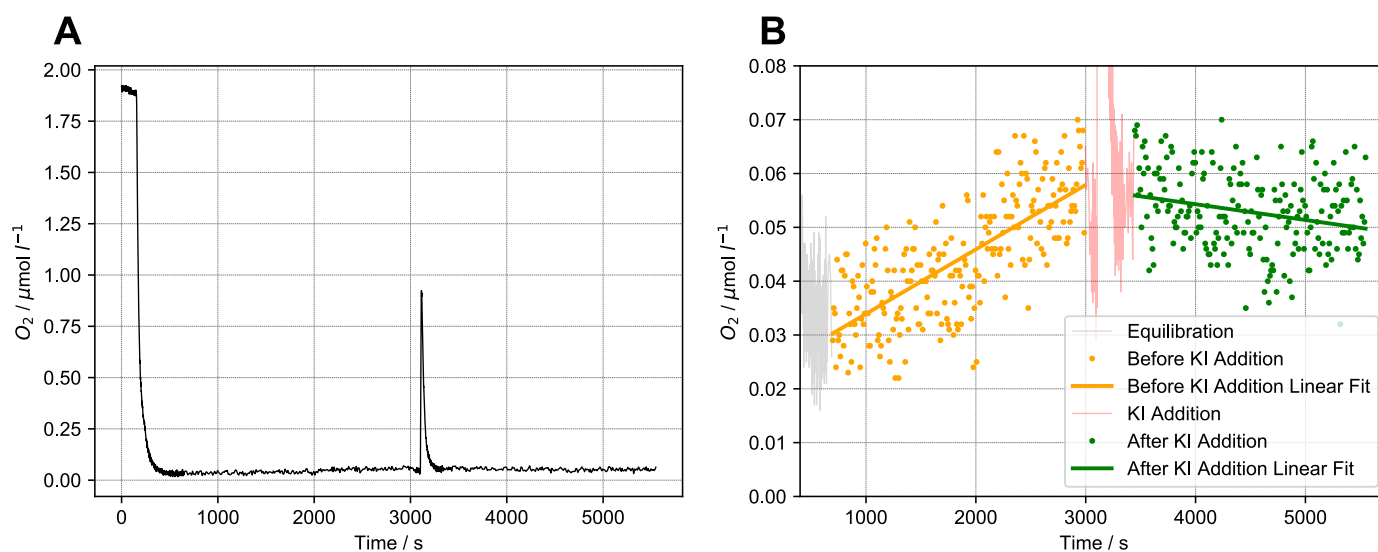 A
2.00
1.75
1.50
1.25
1.00
0.75
0.50
0.25
0.00
O₂ / μmol l⁻¹
0 1000 2000 3000 4000 5000
Time / s
B
0.08
0.07
0.06
0.05
0.04
0.03
0.02
0.01
0.00
O₂ / μmol l⁻¹
1000 2000 3000 4000 5000
Time / s
Equilibration
Before KI Addition
Before KI Addition Linear Fit
KI Addition
After KI Addition
After KI Addition Linear Fit